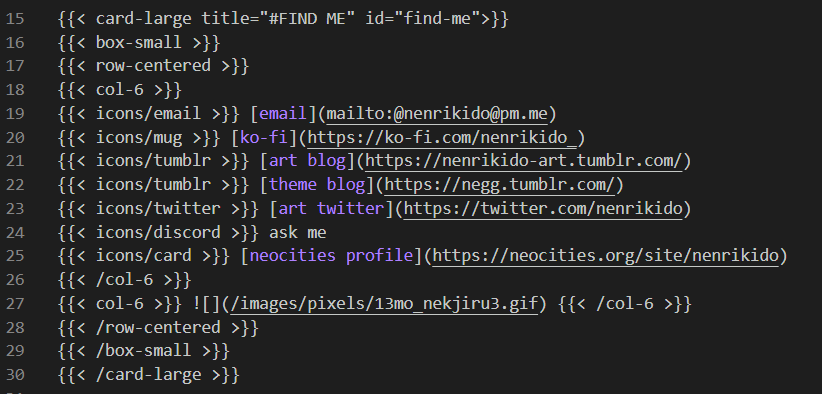 15 {{< card-large title="#FIND ME" id="find-me">}}
16 {{< box-small >}}
17 {{< row-centered >}}
18 {{< col-6 >}}
19 {{< icons/email >}} [email](mailto:@nenrikido@pm.me)
20 {{< icons/mug >}} [ko-fi](https://ko-fi.com/nenrikido_)
21 {{< icons/tumblr >}} [art blog](https://nenrikido-art.tumblr.com/)
22 {{< icons/tumblr >}} [theme blog](https://negg.tumblr.com/)
23 {{< icons/twitter >}} [art twitter](https://twitter.com/nenrikido)
24 {{< icons/discord >}} ask me
25 {{< icons/card >}} [neocities profile](https://neocities.org/site/nenrikido)
26 {{< /col-6 >}}
27 {{< col-6 >}} ![](/images/pixels/13mo_nekjiru3.gif) {{< /col-6 >}}
28 {{< /row-centered >}}
29 {{< /box-small >}}
30 {{< /card-large >}}